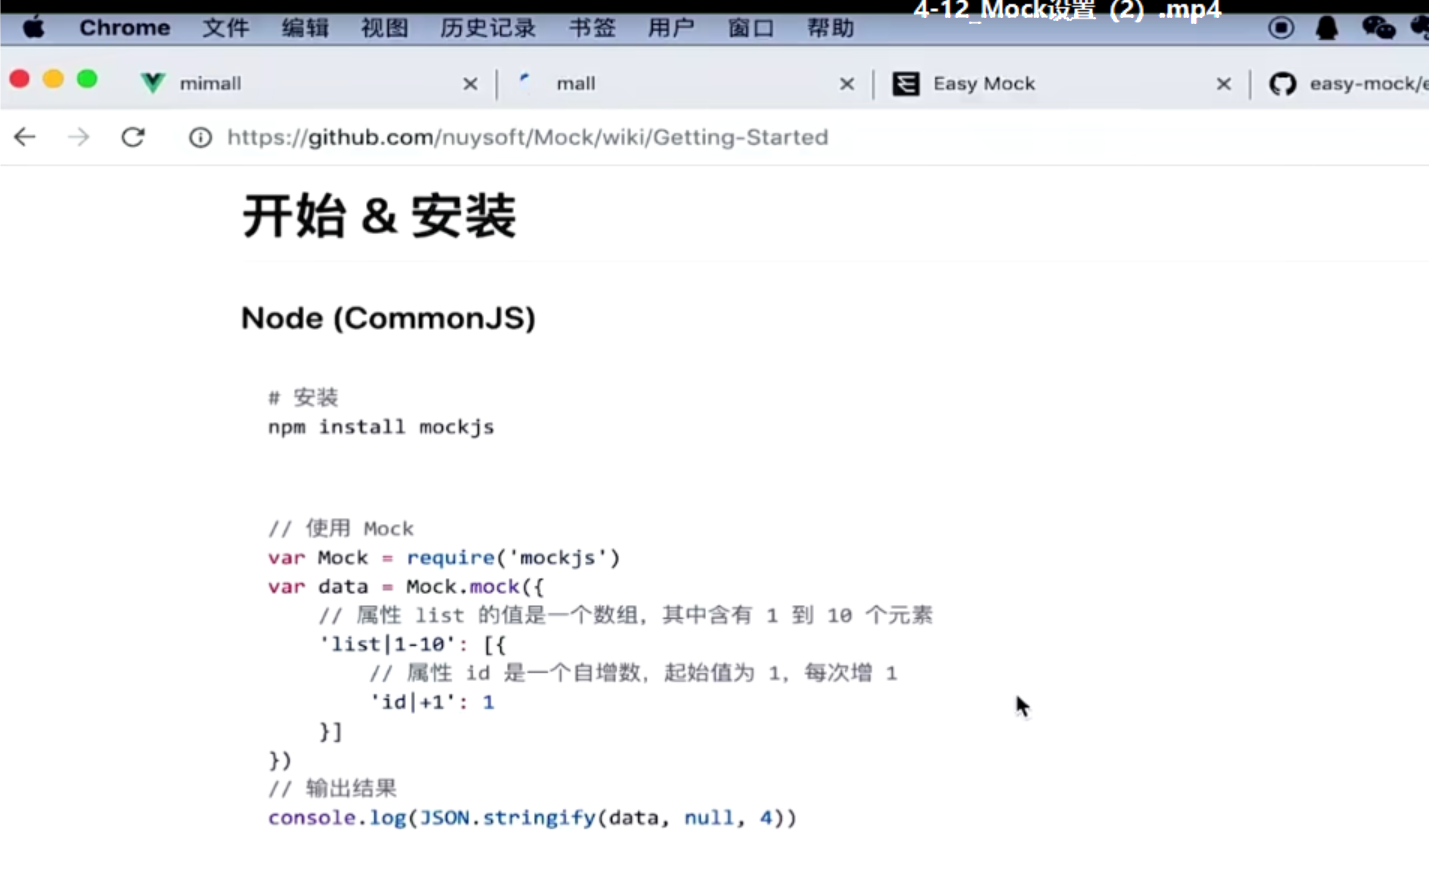 4-12_Mock设置（2）.mp4
Chrome 文件 编辑 视图 历史记录 书签 用户 窗口 帮助
mimall mall Easy Mock easy-mock/e
https://github.com/nuysoft/Mock/wiki/Getting-Started
开始 & 安装
Node (CommonJS)
# 安装
npm install mockjs
// 使用 Mock
var Mock = require('mockjs')
var data = Mock.mock({
// 属性 list 的值是一个数组，其中含有 1 到 10 个元素
'list|1-10': [{
// 属性 id 是一个自增数，起始值为 1，每次增 1
'id|+1': 1
}]
})
// 输出结果
console.log(JSON.stringify(data, null, 4))